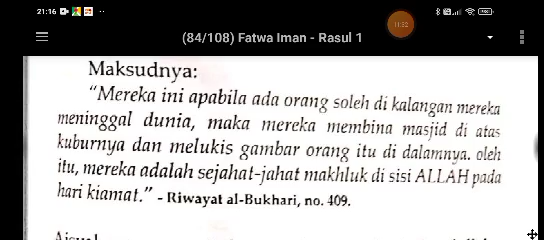 21:16
11:52
(84/108) Fatwa Iman - Rasul 1
Maksudnya:
“Mereka ini apabila ada orang soleh di kalangan mereka
meninggal dunia, maka mereka membina masjid di atas
kuburnya dan melukis gambar orang itu di dalamnya. oleh
itu, mereka adalah sejahat-jahat makhluk di sisi ALLAH pada
hari kiamat.” - Riwayat al-Bukhari, no. 409.